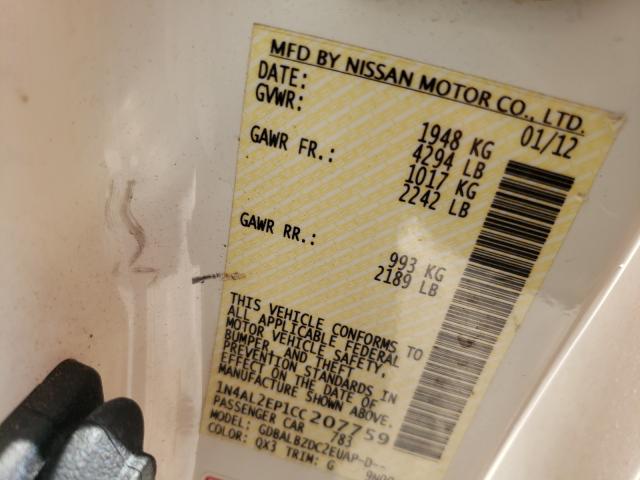 MFD BY NISSAN MOTOR CO., LTD.
DATE: 01/12
GVWR: 1948 KG
4294 LB
GAWR FR.: 1017 KG
2242 LB
GAWR RR.: 993 KG
2189 LB
THIS VEHICLE CONFORMS TO
ALL APPLICABLE FEDERAL
MOTOR VEHICLE SAFETY,
BUMPER, AND THEFT
PREVENTION STANDARDS IN
EFFECT ON THE DATE OF
MANUFACTURE SHOWN ABOVE.
1N4AL2EP1CC207759
PASSENGER CAR 783
MODEL: GDBALBZDC2EUAP-D--
COLOR: QX3 TRIM: G